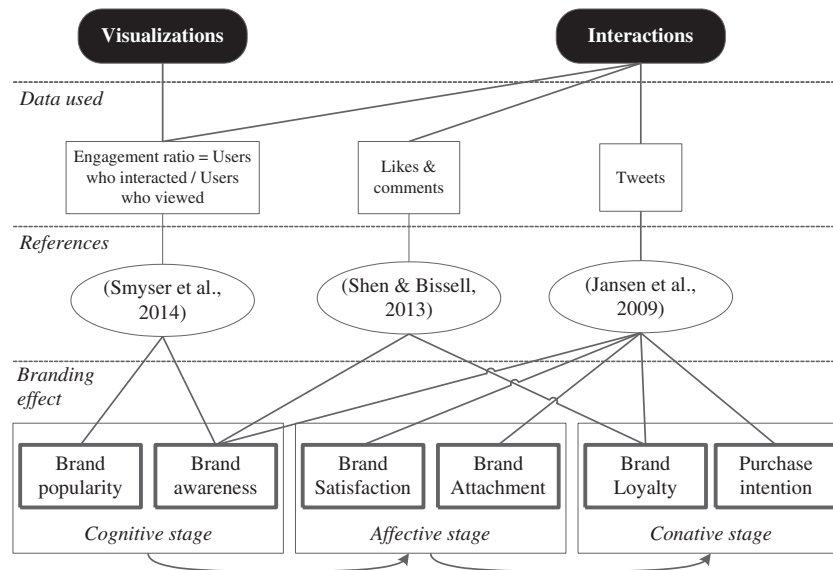 Visualizations
Interactions
Data used
Engagement ratio = Users
who interacted / Users
who viewed
Likes &
comments
Tweets
References
(Smyser et al.,
2014)
(Shen & Bissell,
2013)
(Jansen et al.,
2009)
Branding
effect
Brand
popularity
Brand
awareness
Brand
Satisfaction
Brand
Attachment
Brand
Loyalty
Purchase
intention
Cognitive stage
Affective stage
Conative stage